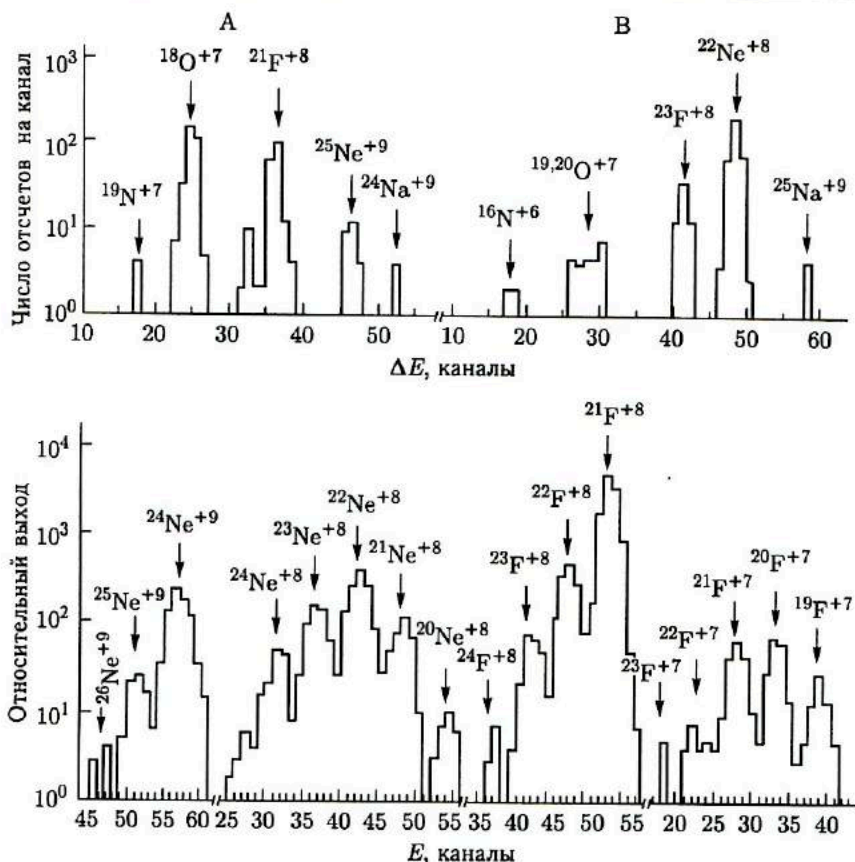 A B
Число отсчетов на канал
10³
10²
10¹
10⁰
¹⁹N⁺⁷
¹⁸O⁺⁷
²¹F⁺⁸
²⁵Ne⁺⁹
²⁴Na⁺⁹
¹⁶N⁺⁶
¹⁹,²⁰O⁺⁷
²³F⁺⁸
²²Ne⁺⁸
²⁵Na⁺⁹
10 20 30 40 50 10 20 30 40 50 60
ΔE, каналы
Относительный выход
10⁴
10³
10²
10¹
10⁰
²⁶Ne⁺⁹
²⁵Ne⁺⁹
²⁴Ne⁺⁹
²⁴Ne⁺⁸
²³Ne⁺⁸
²²Ne⁺⁸
²¹Ne⁺⁸
²⁰Ne⁺⁸
²⁴F⁺⁸
²³F⁺⁸
²²F⁺⁸
²¹F⁺⁸
²³F⁺⁷
²²F⁺⁷
²¹F⁺⁷
²⁰F⁺⁷
¹⁹F⁺⁷
45 50 55 60 25 30 35 40 45 50 55 35 40 45 50 55 20 25 30 35 40
E, каналы